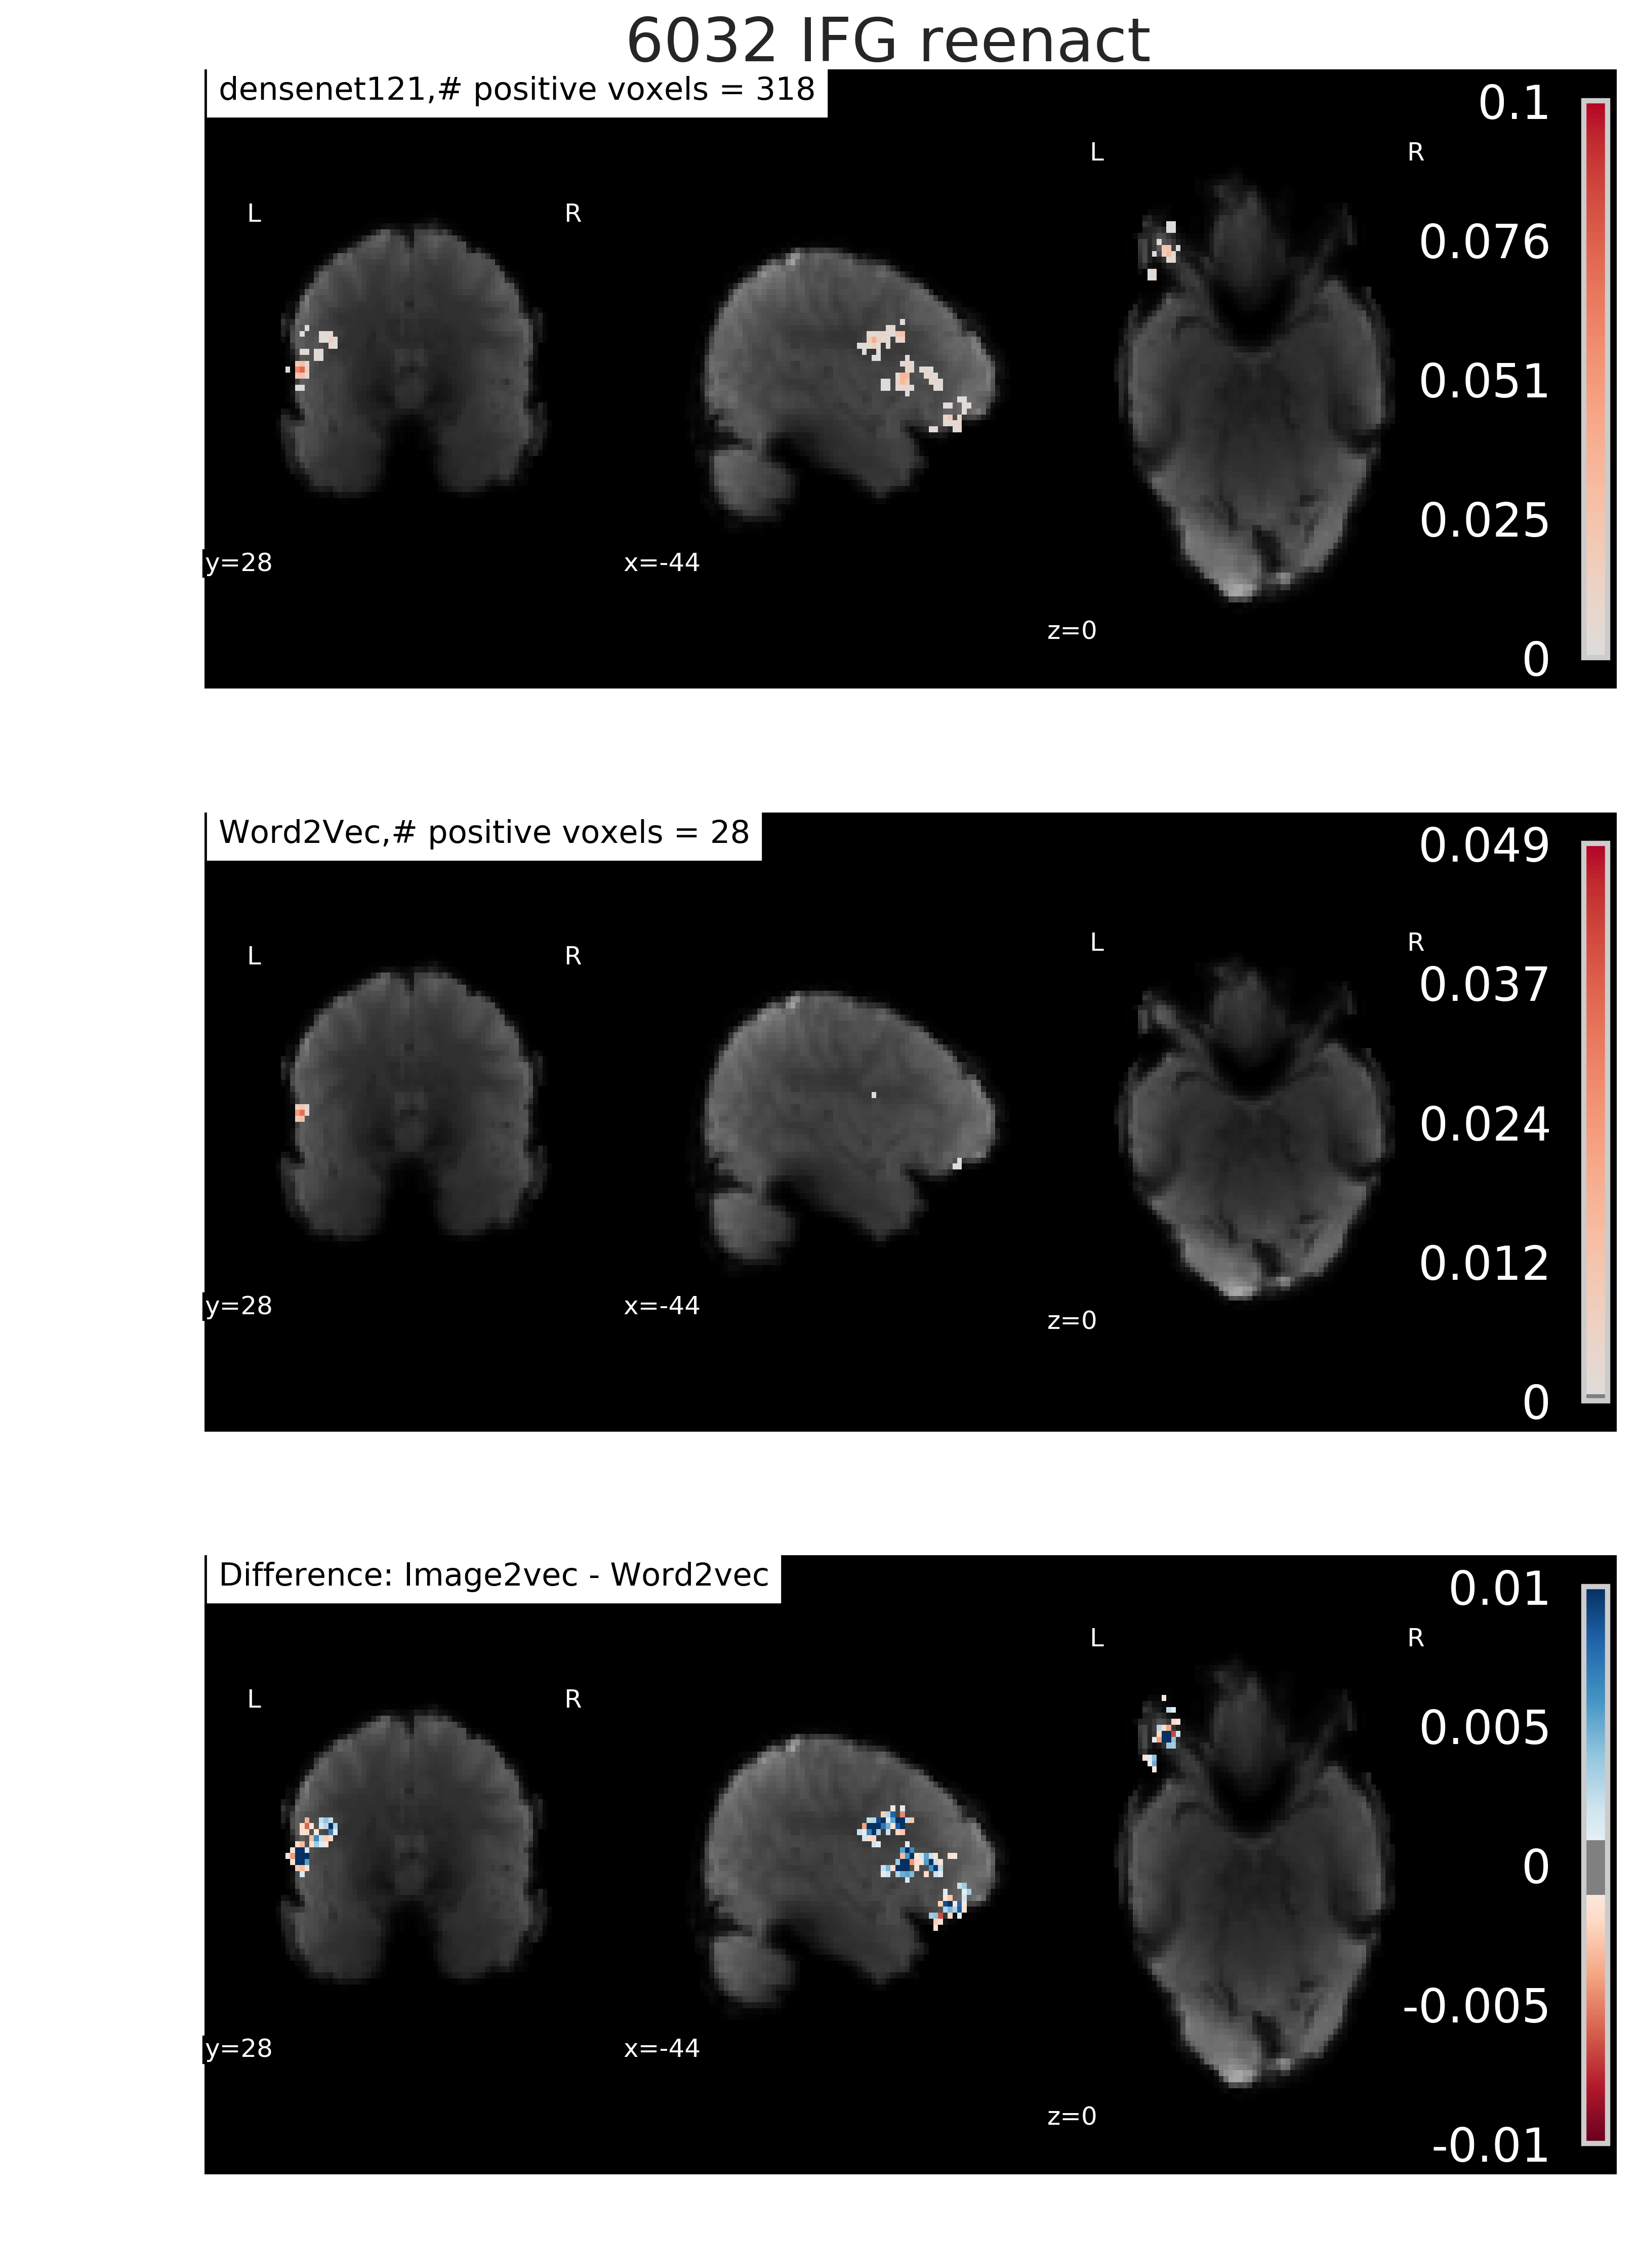 6032 IFG reenact
densenet121,# positive voxels = 318
L R L R
y=28 x=-44 z=0
0.1
0.076
0.051
0.025
0
Word2Vec,# positive voxels = 28
L R L R
y=28 x=-44 z=0
0.049
0.037
0.024
0.012
0
Difference: Image2vec - Word2vec
L R L R
y=28 x=-44 z=0
0.01
0.005
0
-0.005
-0.01